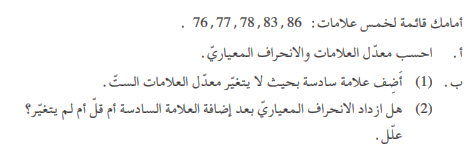 أمامك قائمة لخمس علامات: 86 , 83 , 78 , 77 , 76 .
أ. احسب معدّل العلامات والانحراف المعياريّ.
ب. (1) أَضِف علامة سادسة بحيث لا يتغيّر معدّل العلامات الستّ.
(2) هل ازداد الانحراف المعياريّ بعد إضافة العلامة السادسة أم قلّ أم لم يتغيّر؟
علّل.